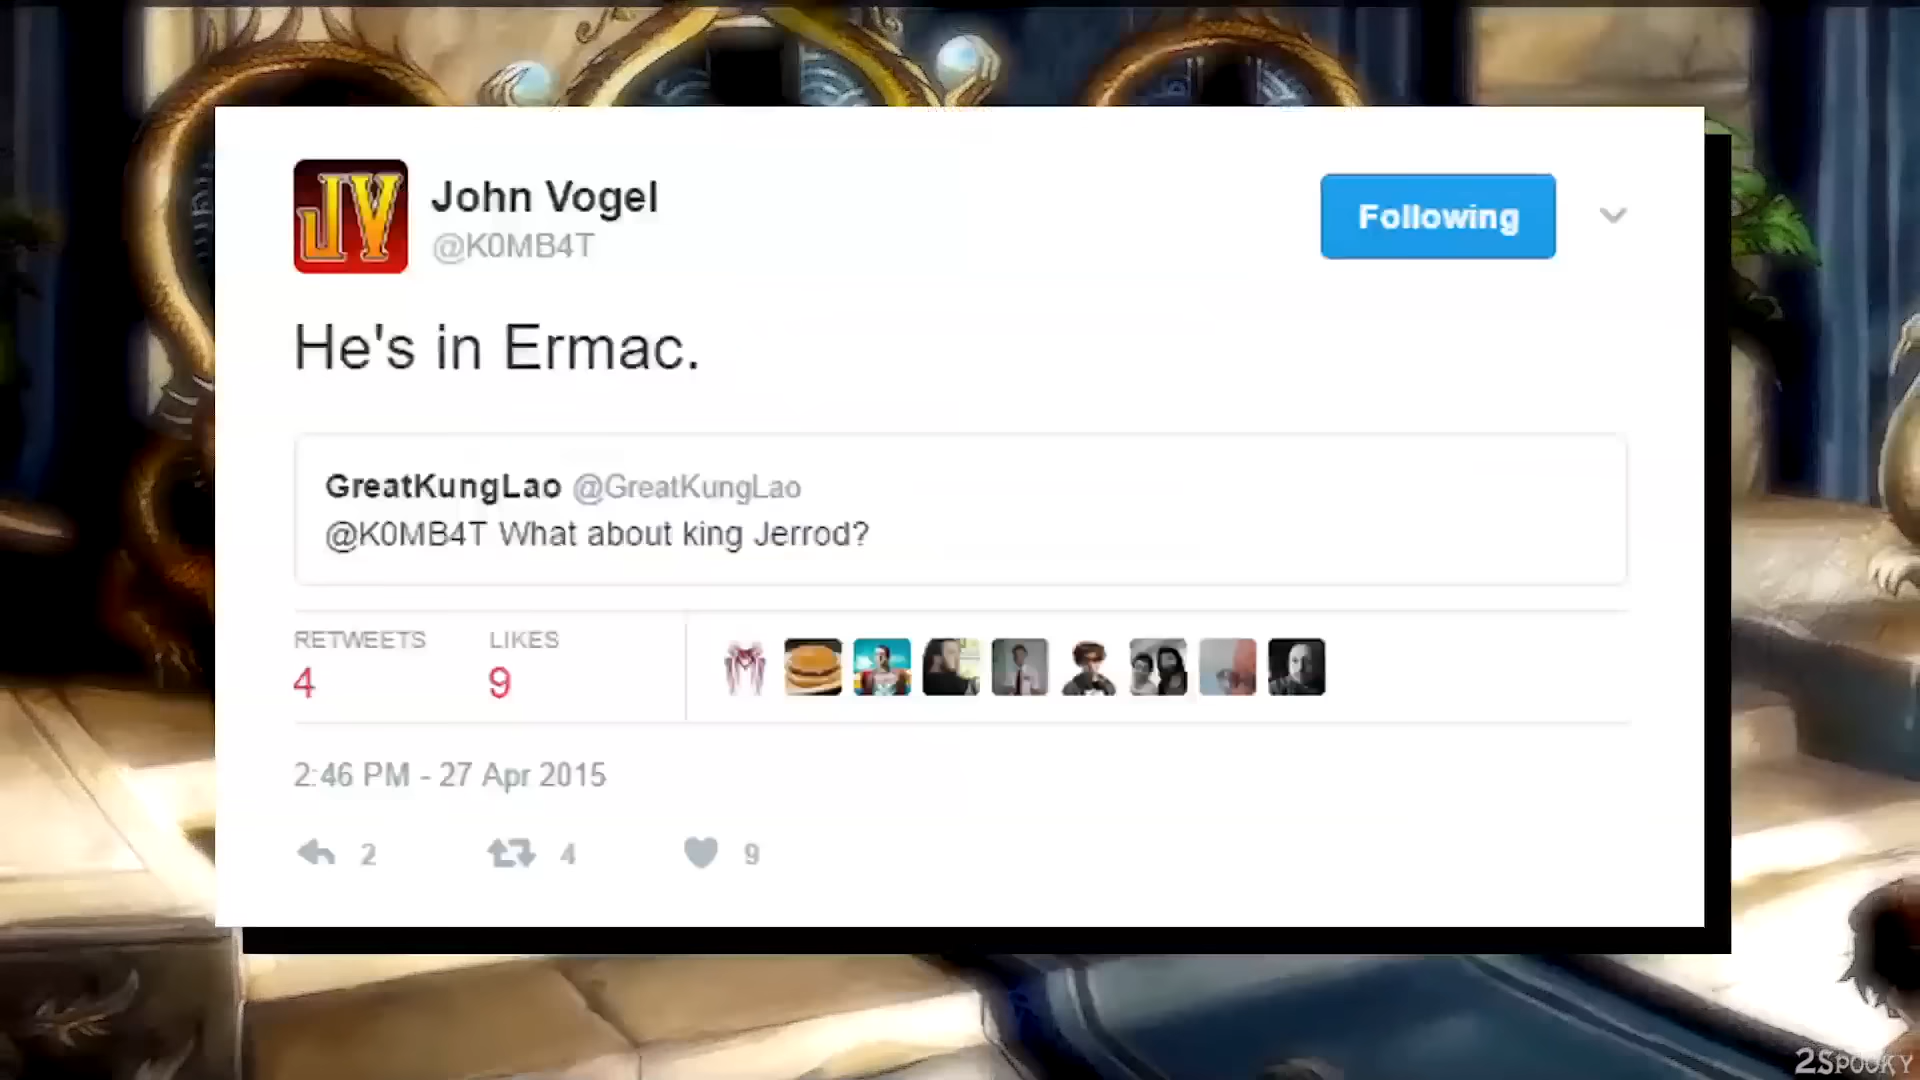 JV
John Vogel
@K0MB4T
Following
He's in Ermac.
GreatKungLao @GreatKungLao
@K0MB4T What about king Jerrod?
RETWEETS LIKES
4 9
2:46 PM - 27 Apr 2015
2 4 9
2SPOOKY